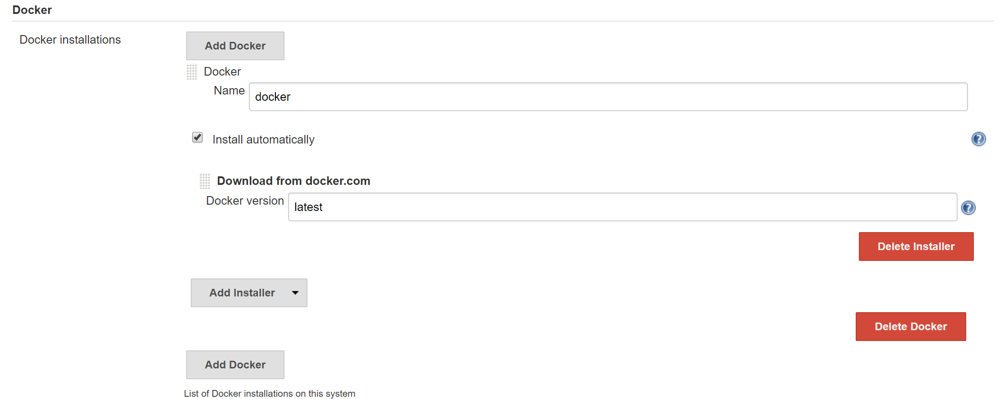 Docker
Docker installations
Add Docker
Docker
Name
docker
Install automatically
?
Download from docker.com
Docker version
latest
?
Delete Installer
Add Installer
Delete Docker
Add Docker
List of Docker installations on this system